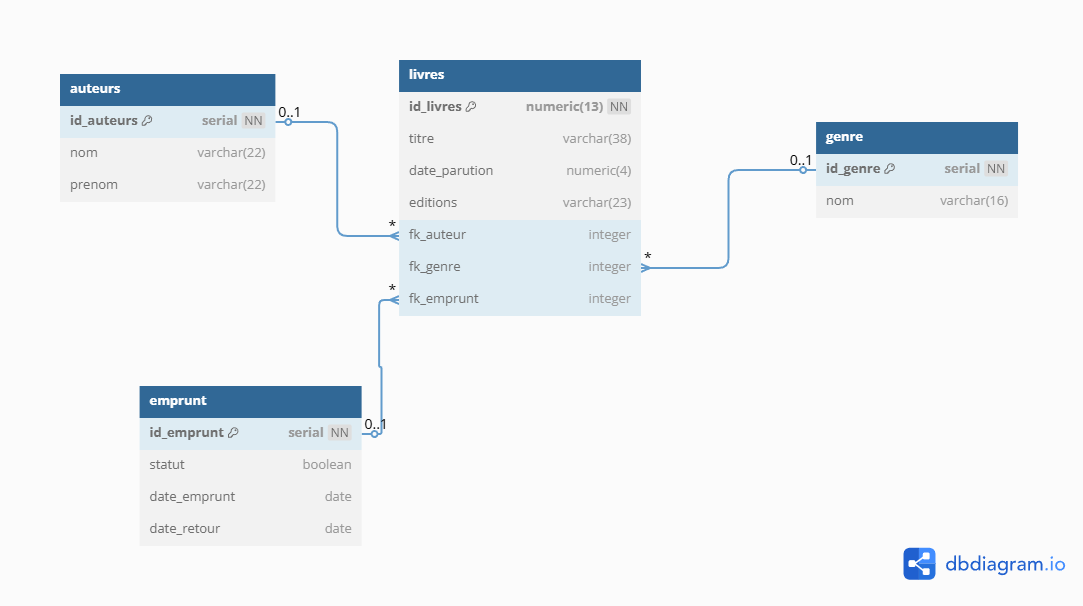 auteurs
id_auteurs serial NN
nom varchar(22)
prenom varchar(22)
0..1
livres
id_livres numeric(13) NN
titre varchar(38)
date_parution numeric(4)
editions varchar(23)
* fk_auteur integer
fk_genre integer *
* fk_emprunt integer
genre
0..1 id_genre serial NN
nom varchar(16)
emprunt
id_emprunt serial NN 0..1
statut boolean
date_emprunt date
date_retour date
dbdiagram.io